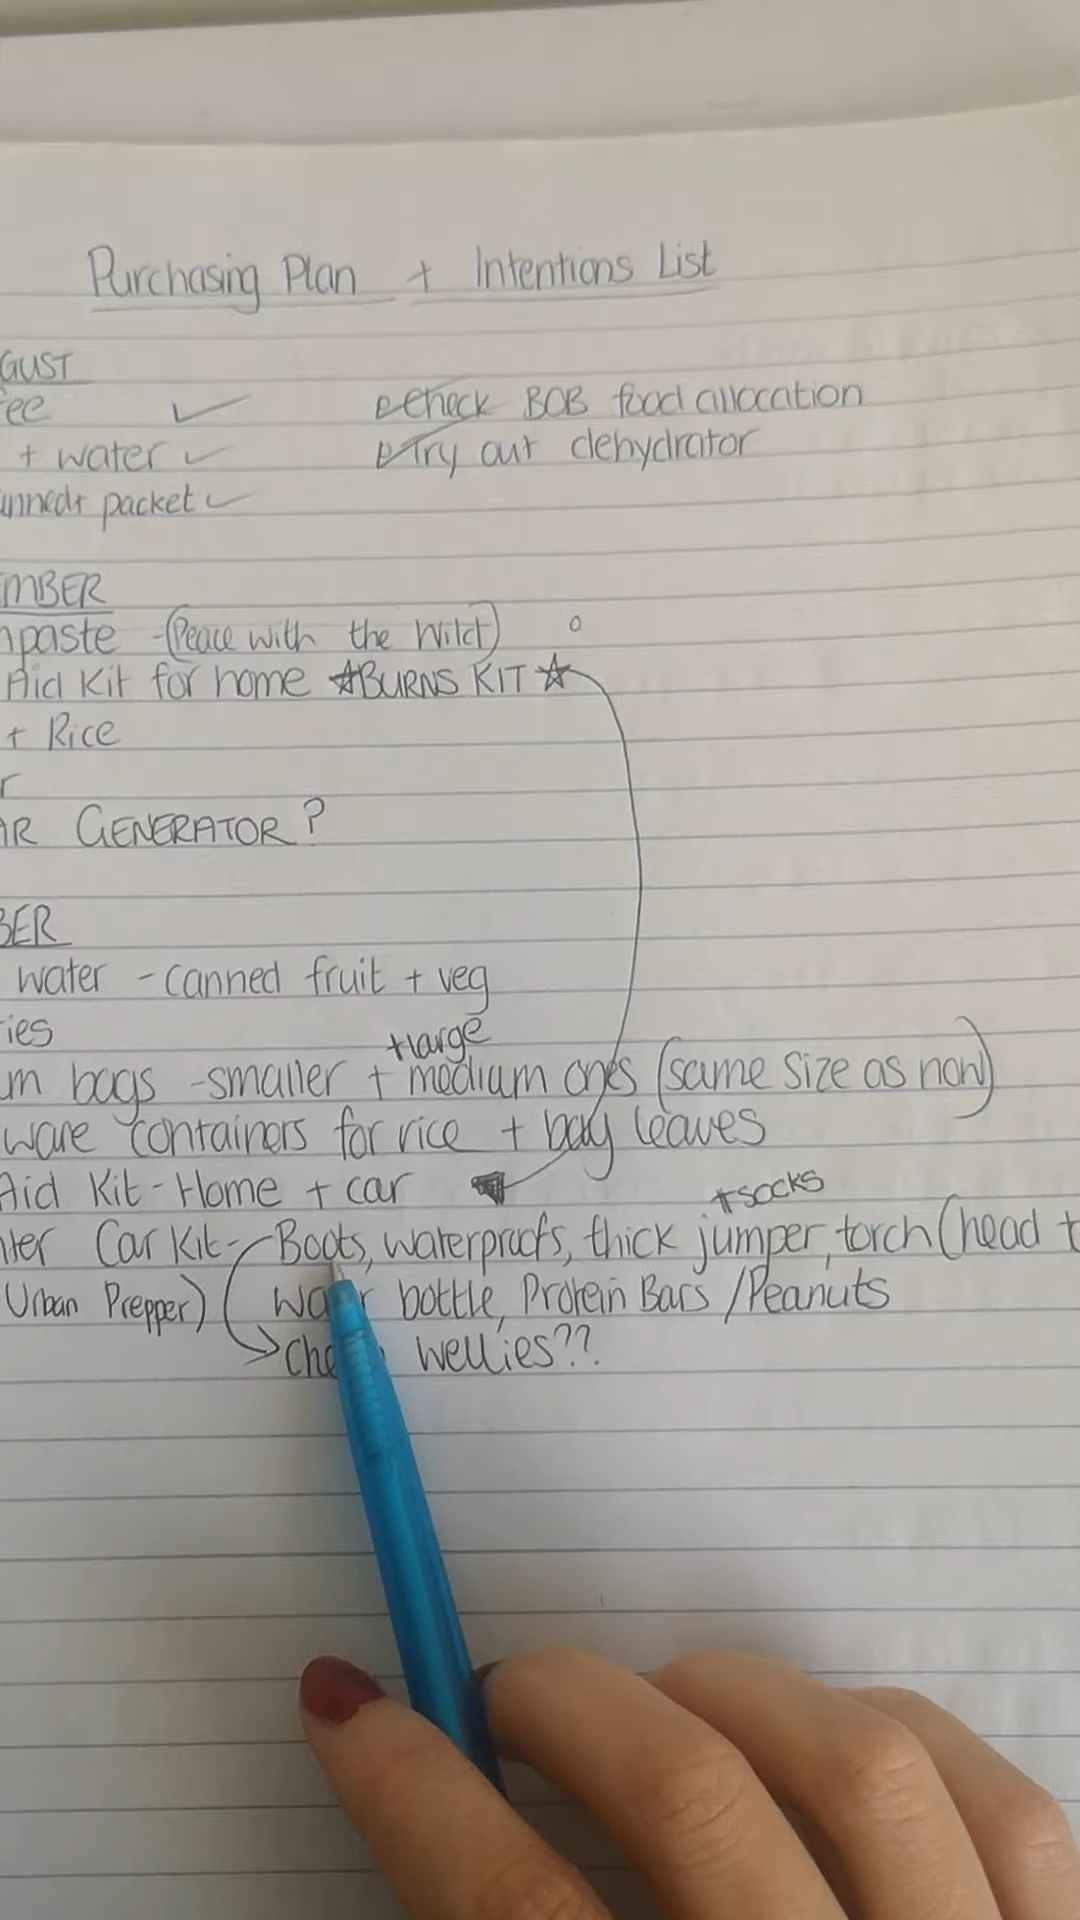 Purchasing Plan + Intentions List
GUST
ee ✓ Check BOB food allocation
+ water ✓ Try out dehydrator
nned+ packet ✓
MBER
paste - (Peace with the Wild)
Aid Kit for home ☆BURNS KIT ☆
+ Rice
r
AR GENERATOR?
BER
water - canned fruit + veg
ries
+large
m bags - smaller + medium ones (same size as now)
ware containers for rice + bay leaves
Aid Kit - Home + car
+socks
ter Car Kit - Boots, waterproofs, thick jumper, torch (head t
Urban Prepper) bottle, Protein Bars / Peanuts
wellies??